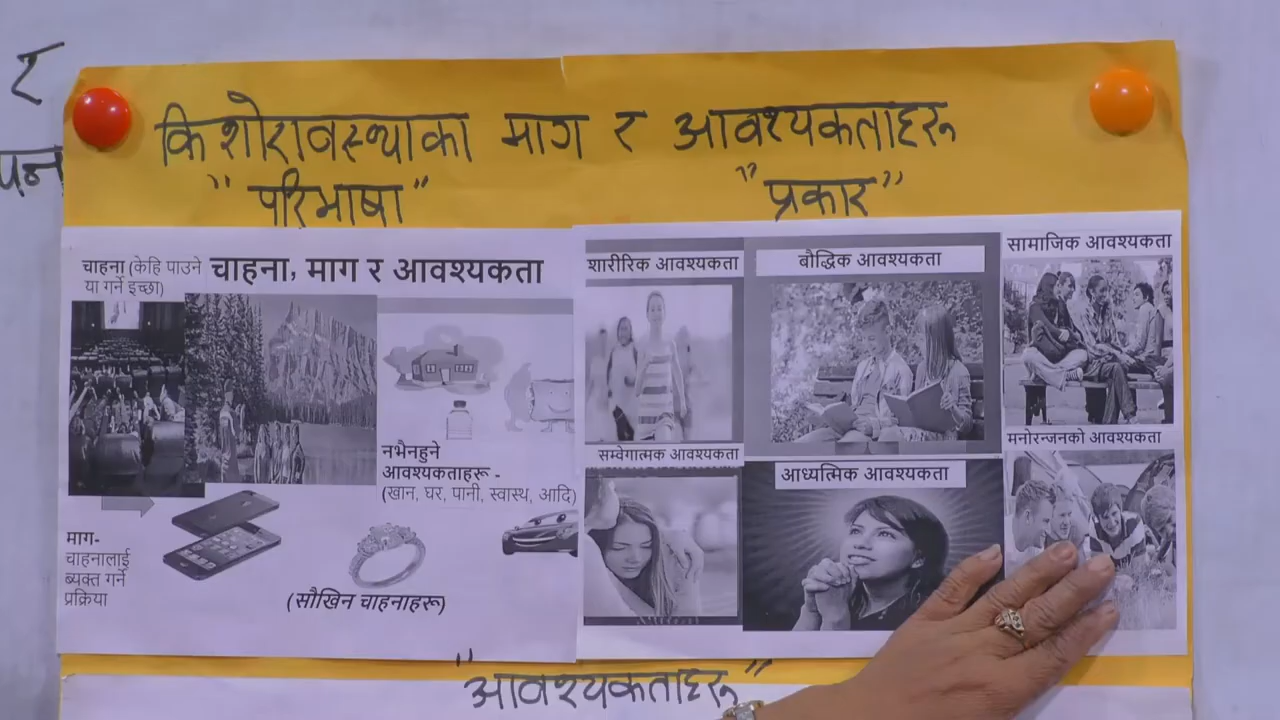 र
पन
किशोरावस्थाका माग र आवश्यकताहरू
"परिभाषा"
"प्रकार"
चाहना (केहि पाउने
या गर्ने इच्छा)
चाहना, माग र आवश्यकता
नभैनहुने
आवश्यकताहरू -
(खान, घर, पानी, स्वास्थ, आदि)
माग-
चाहनालाई
ब्यक्त गर्ने
प्रक्रिया
(सौखिन चाहनाहरू)
शारीरिक आवश्यकता
बौद्धिक आवश्यकता
सामाजिक आवश्यकता
सम्वेगात्मक आवश्यकता
आध्यत्मिक आवश्यकता
मनोरन्जनको आवश्यकता
"आवश्यकताहरू"